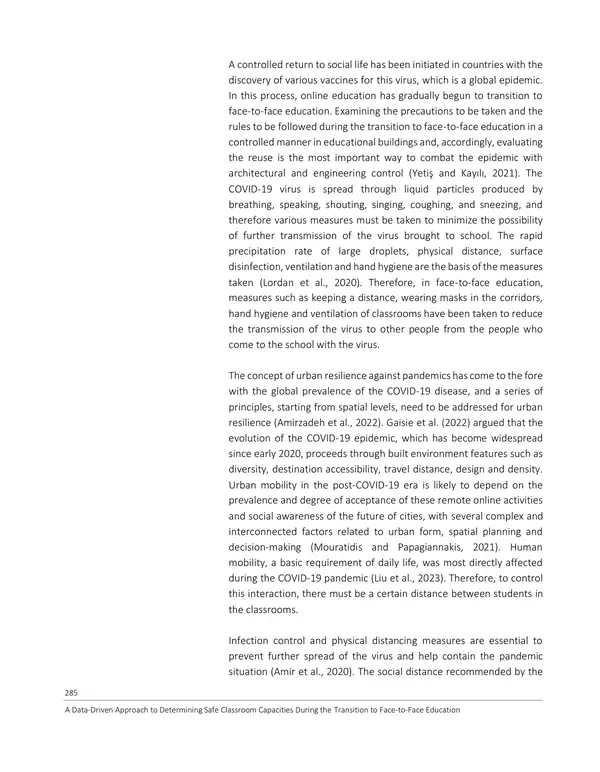 A controlled return to social life has been initiated in countries with the
discovery of various vaccines for this virus, which is a global epidemic.
In this process, online education has gradually begun to transition to
face-to-face education. Examining the precautions to be taken and the
rules to be followed during the transition to face-to-face education in a
controlled manner in educational buildings and, accordingly, evaluating
the reuse is the most important way to combat the epidemic with
architectural and engineering control (Yetiş and Kayılı, 2021). The
COVID-19 virus is spread through liquid particles produced by
breathing, speaking, shouting, singing, coughing, and sneezing, and
therefore various measures must be taken to minimize the possibility
of further transmission of the virus brought to school. The rapid
precipitation rate of large droplets, physical distance, surface
disinfection, ventilation and hand hygiene are the basis of the measures
taken (Lordan et al., 2020). Therefore, in face-to-face education,
measures such as keeping a distance, wearing masks in the corridors,
hand hygiene and ventilation of classrooms have been taken to reduce
the transmission of the virus to other people from the people who
come to the school with the virus.
The concept of urban resilience against pandemics has come to the fore
with the global prevalence of the COVID-19 disease, and a series of
principles, starting from spatial levels, need to be addressed for urban
resilience (Amirzadeh et al., 2022). Gaisie et al. (2022) argued that the
evolution of the COVID-19 epidemic, which has become widespread
since early 2020, proceeds through built environment features such as
diversity, destination accessibility, travel distance, design and density.
Urban mobility in the post-COVID-19 era is likely to depend on the
prevalence and degree of acceptance of these remote online activities
and social awareness of the future of cities, with several complex and
interconnected factors related to urban form, spatial planning and
decision-making (Mouratidis and Papagiannakis, 2021). Human
mobility, a basic requirement of daily life, was most directly affected
during the COVID-19 pandemic (Liu et al., 2023). Therefore, to control
this interaction, there must be a certain distance between students in
the classrooms.
Infection control and physical distancing measures are essential to
prevent further spread of the virus and help contain the pandemic
situation (Amir et al., 2020). The social distance recommended by the
285
A Data-Driven Approach to Determining Safe Classroom Capacities During the Transition to Face-to-Face Education